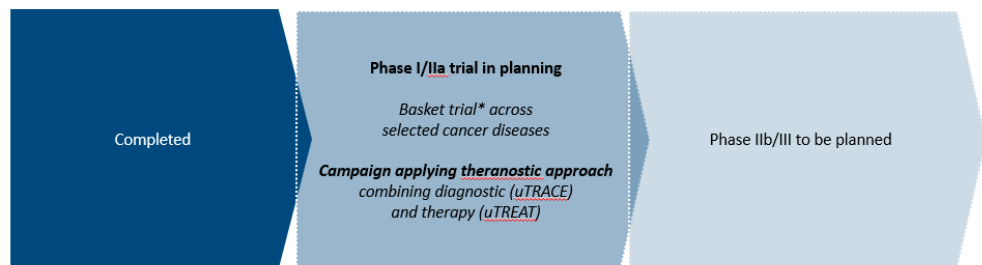 Completed
Phase I/IIa trial in planning
Basket trial* across
selected cancer diseases
Campaign applying theranostic approach
combining diagnostic (uTRACE)
and therapy (uTREAT)
Phase IIb/III to be planned